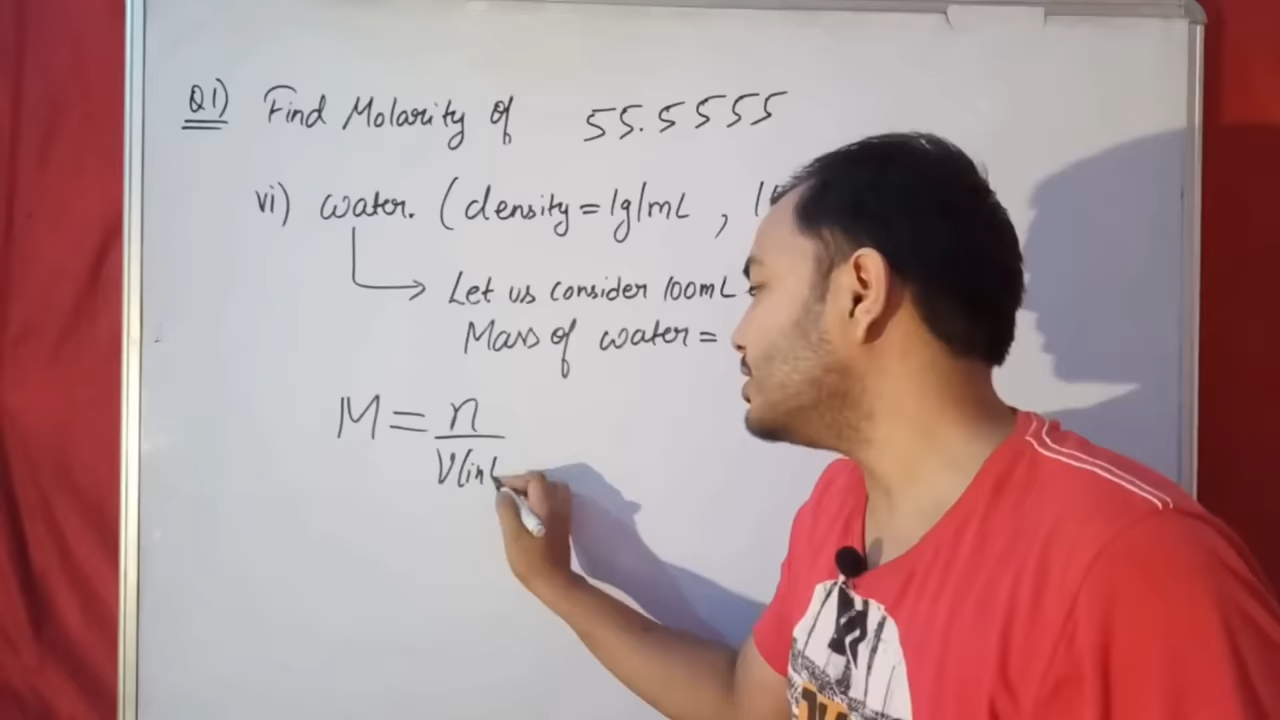 Q1) Find Molarity of 55.5555
vi) water. (density = 1g/mL ,
Let us consider 100mL
Mass of water =
M = n
V(in